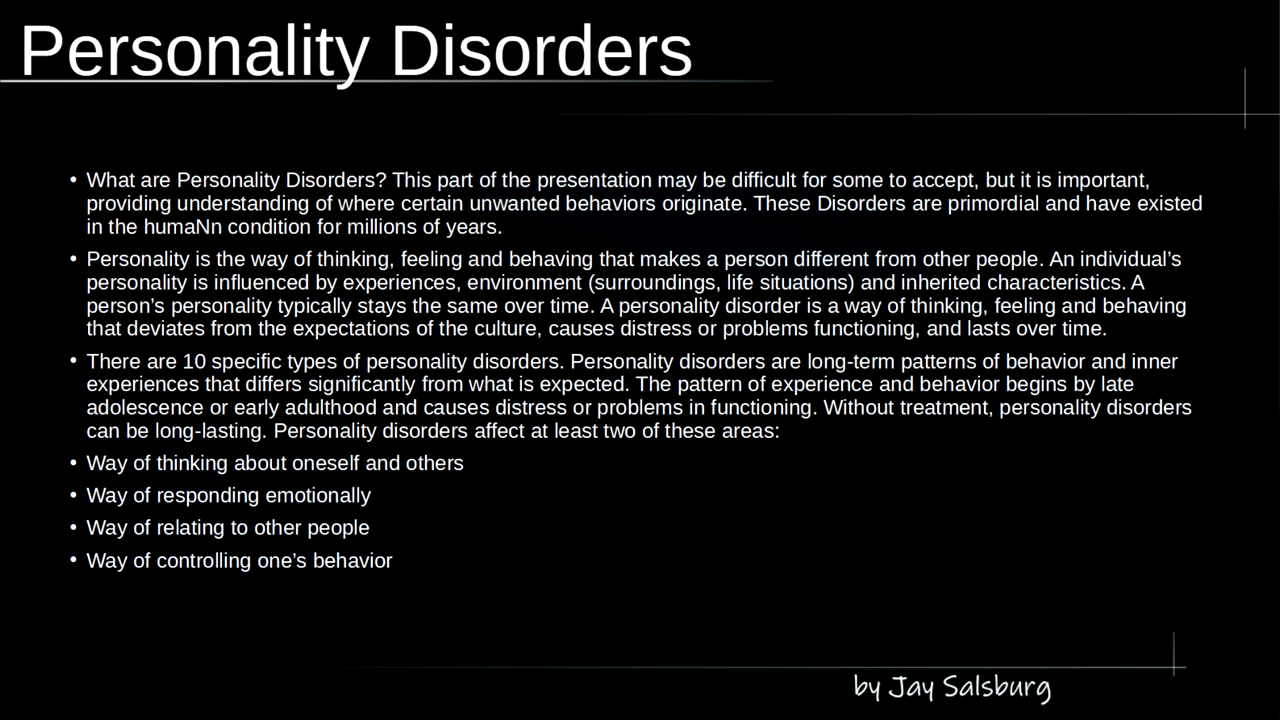 Personality Disorders
• What are Personality Disorders? This part of the presentation may be difficult for some to accept, but it is important,
providing understanding of where certain unwanted behaviors originate. These Disorders are primordial and have existed
in the humaNn condition for millions of years.
• Personality is the way of thinking, feeling and behaving that makes a person different from other people. An individual’s
personality is influenced by experiences, environment (surroundings, life situations) and inherited characteristics. A
person’s personality typically stays the same over time. A personality disorder is a way of thinking, feeling and behaving
that deviates from the expectations of the culture, causes distress or problems functioning, and lasts over time.
• There are 10 specific types of personality disorders. Personality disorders are long-term patterns of behavior and inner
experiences that differs significantly from what is expected. The pattern of experience and behavior begins by late
adolescence or early adulthood and causes distress or problems in functioning. Without treatment, personality disorders
can be long-lasting. Personality disorders affect at least two of these areas:
• Way of thinking about oneself and others
• Way of responding emotionally
• Way of relating to other people
• Way of controlling one’s behavior
by Jay Salsburg